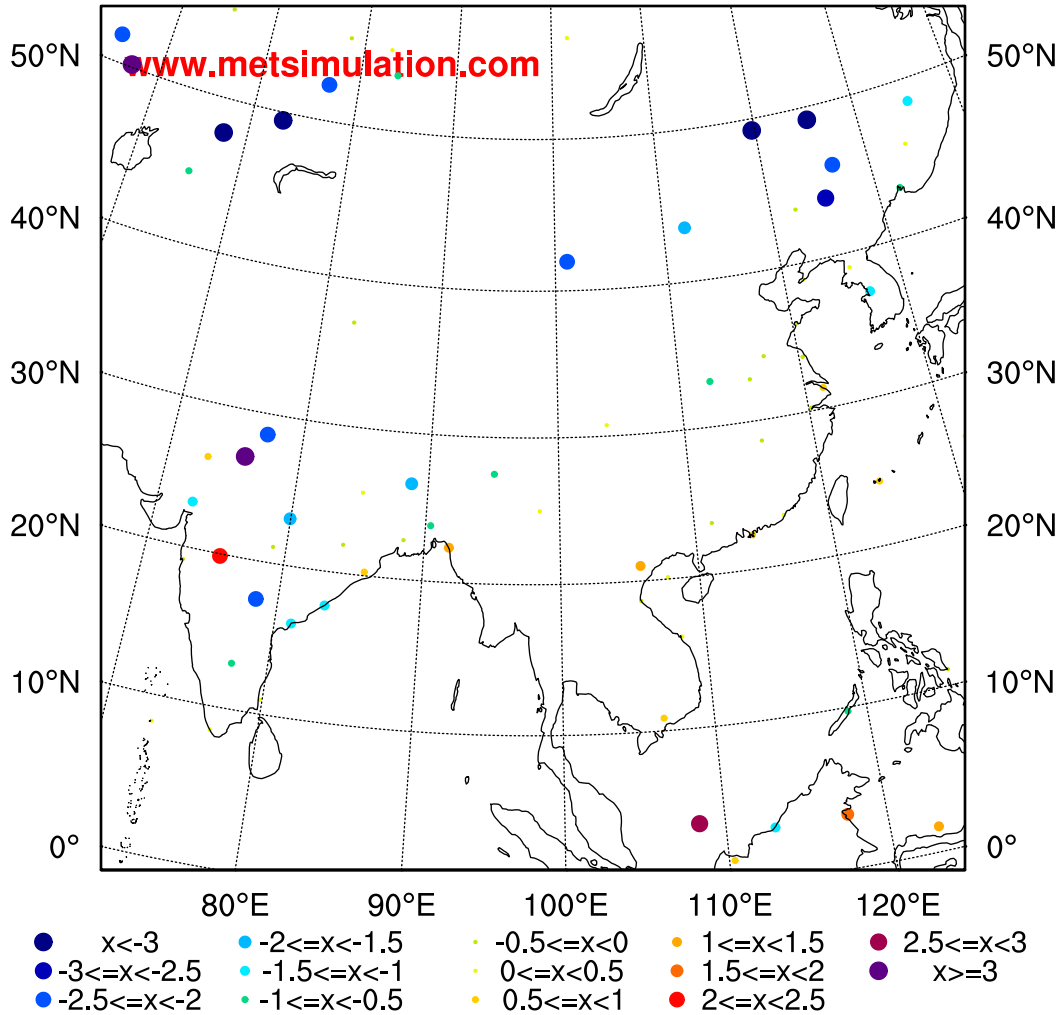 50°N www.metsimulation.com 50°N
40°N 40°N
30°N 30°N
20°N 20°N
10°N 10°N
0° 0°
80°E 90°E 100°E 110°E 120°E
x<-3 -2<=x<-1.5 -0.5<=x<0 1<=x<1.5 2.5<=x<3
-3<=x<-2.5 -1.5<=x<-1 0<=x<0.5 1.5<=x<2 x>=3
-2.5<=x<-2 -1<=x<-0.5 0.5<=x<1 2<=x<2.5